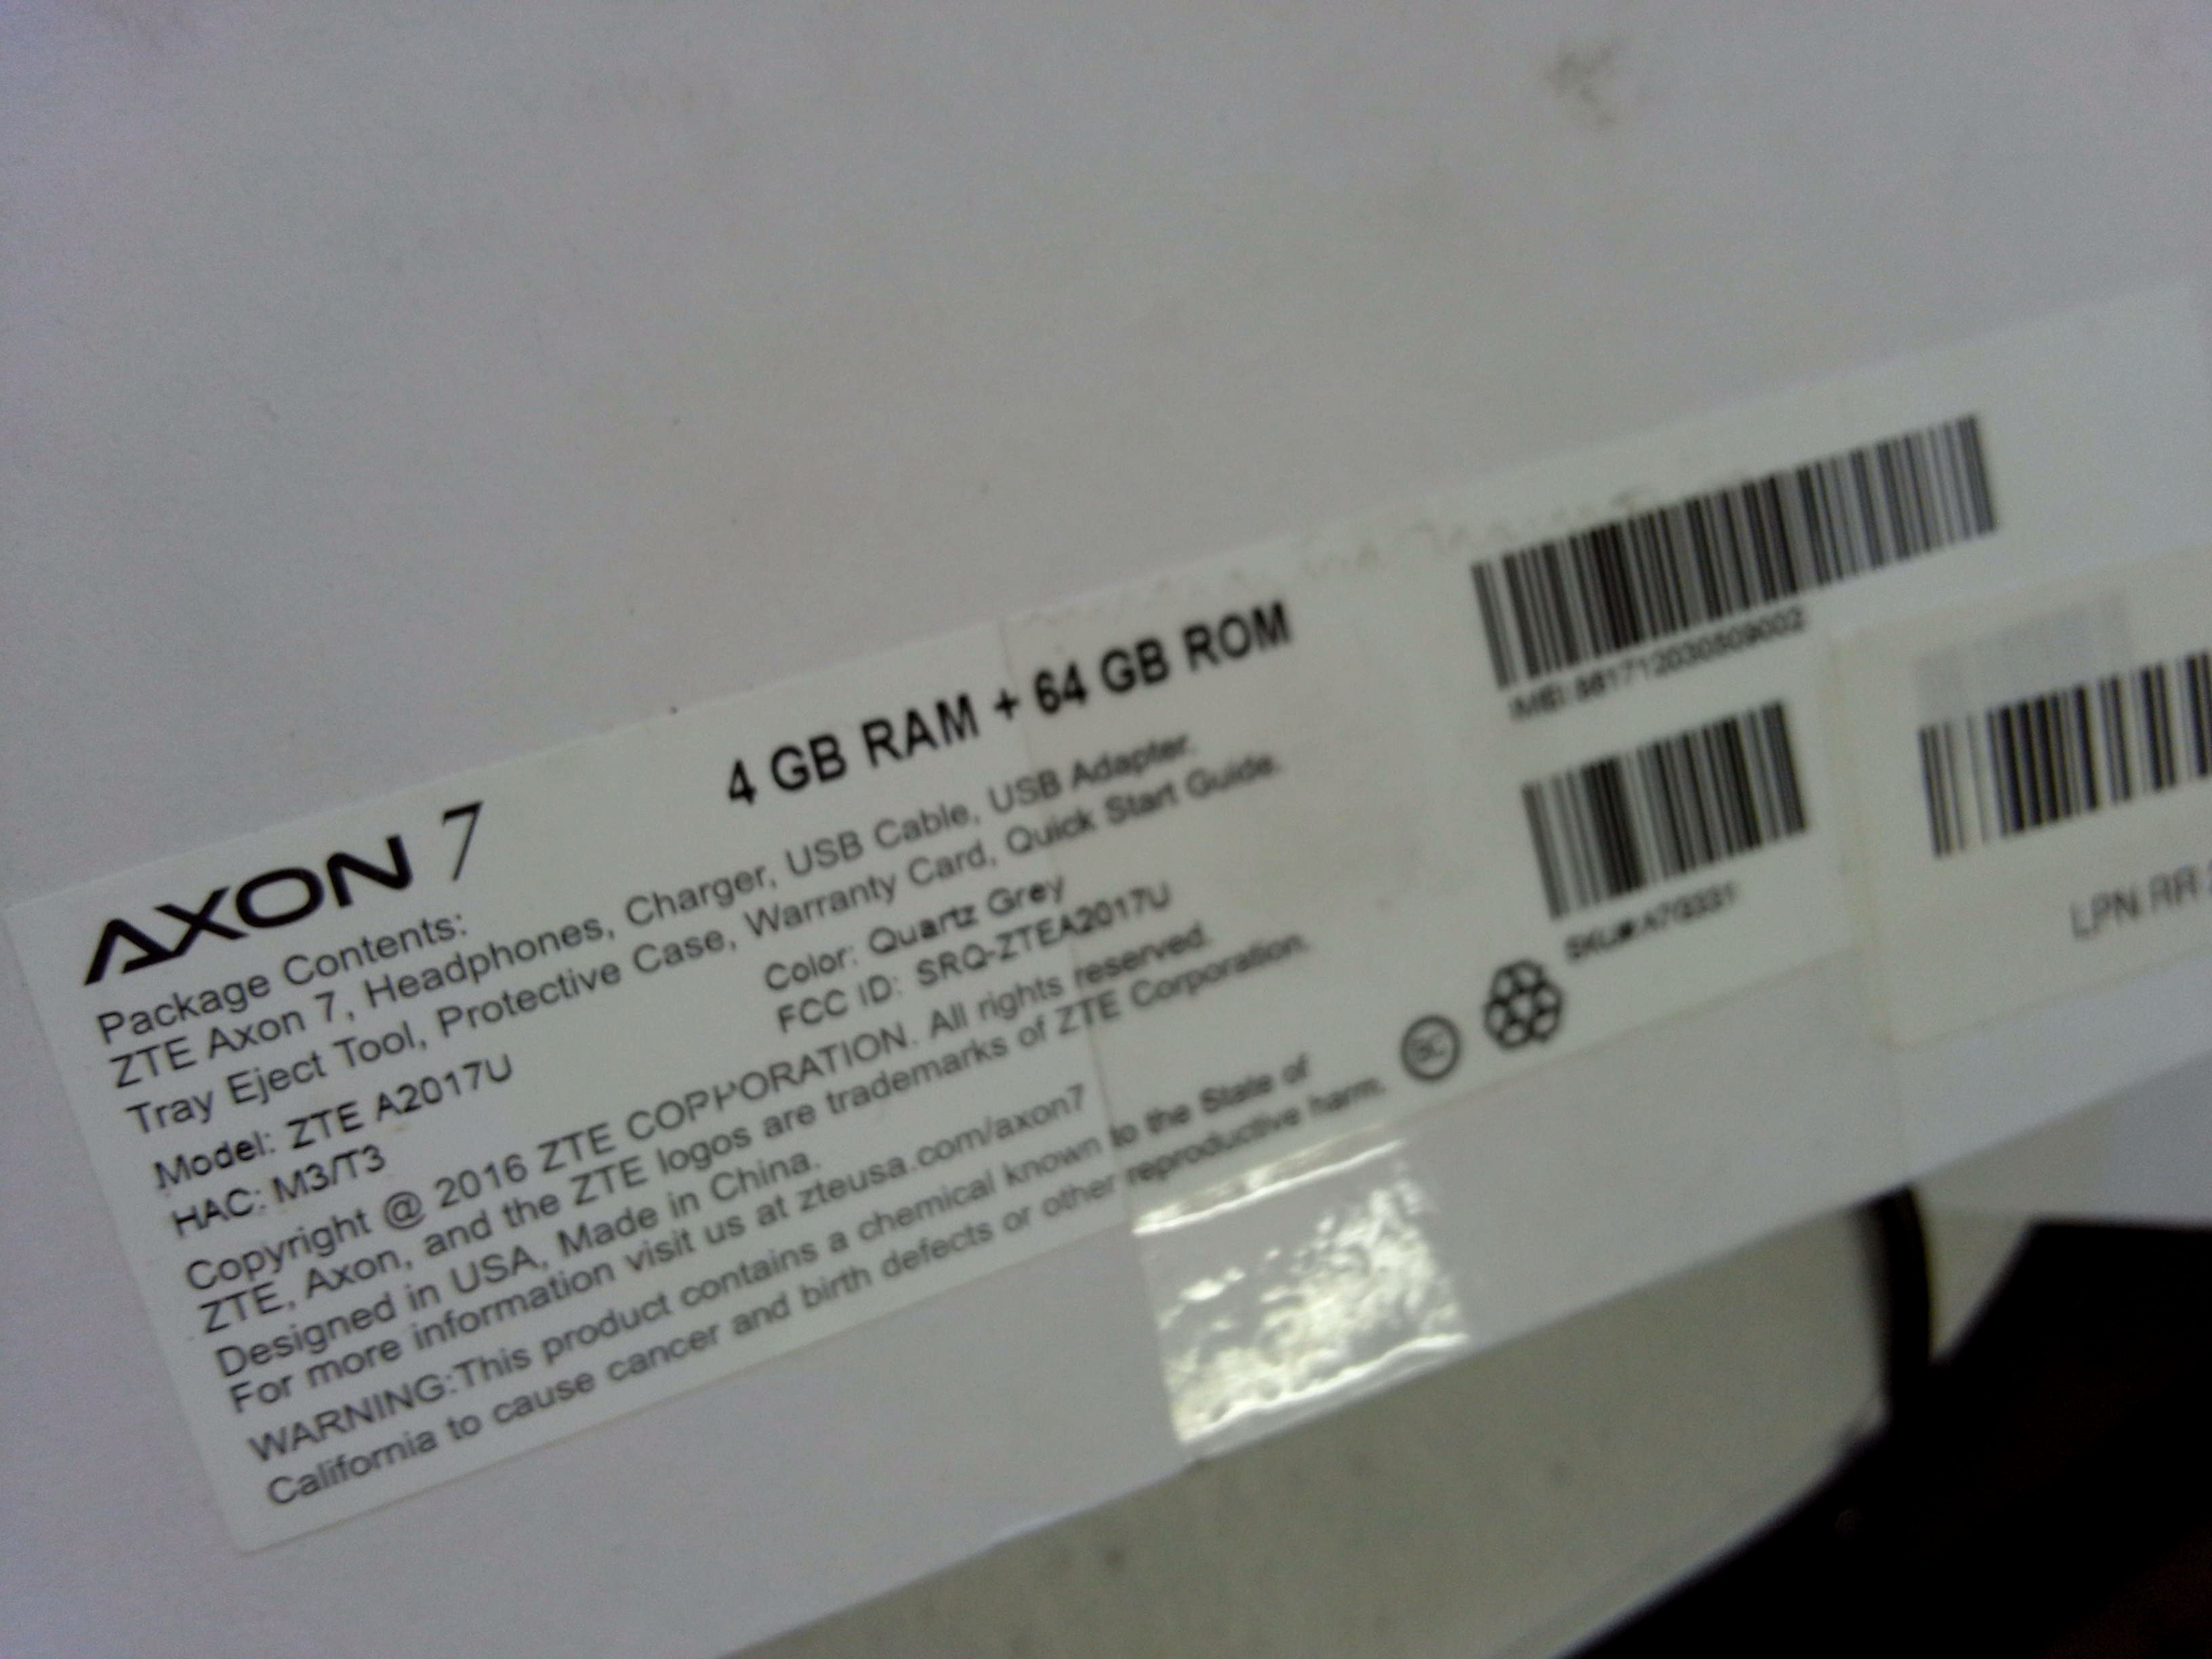 AXON 7
4 GB RAM + 64 GB ROM
Package Contents:
ZTE Axon 7, Headphones, Charger, USB Cable, USB Adapter.
Tray Eject Tool, Protective Case, Warranty Card, Quick Start Guide.
Model: ZTE A2017U
Color: Quartz Grey
HAC: M3/T3
FCC ID: SRQ-ZTEA2017U
Copyright @ 2016 ZTE CORPORATION. All rights reserved.
ZTE, Axon, and the ZTE logos are trademarks of ZTE Corporation.
Designed in USA, Made in China.
For more information visit us at zteusa.com/axon7
WARNING:This product contains a chemical known to the State of
California to cause cancer and birth defects or other reproductive harm.
IMEI:
SKU#:
LPN RR